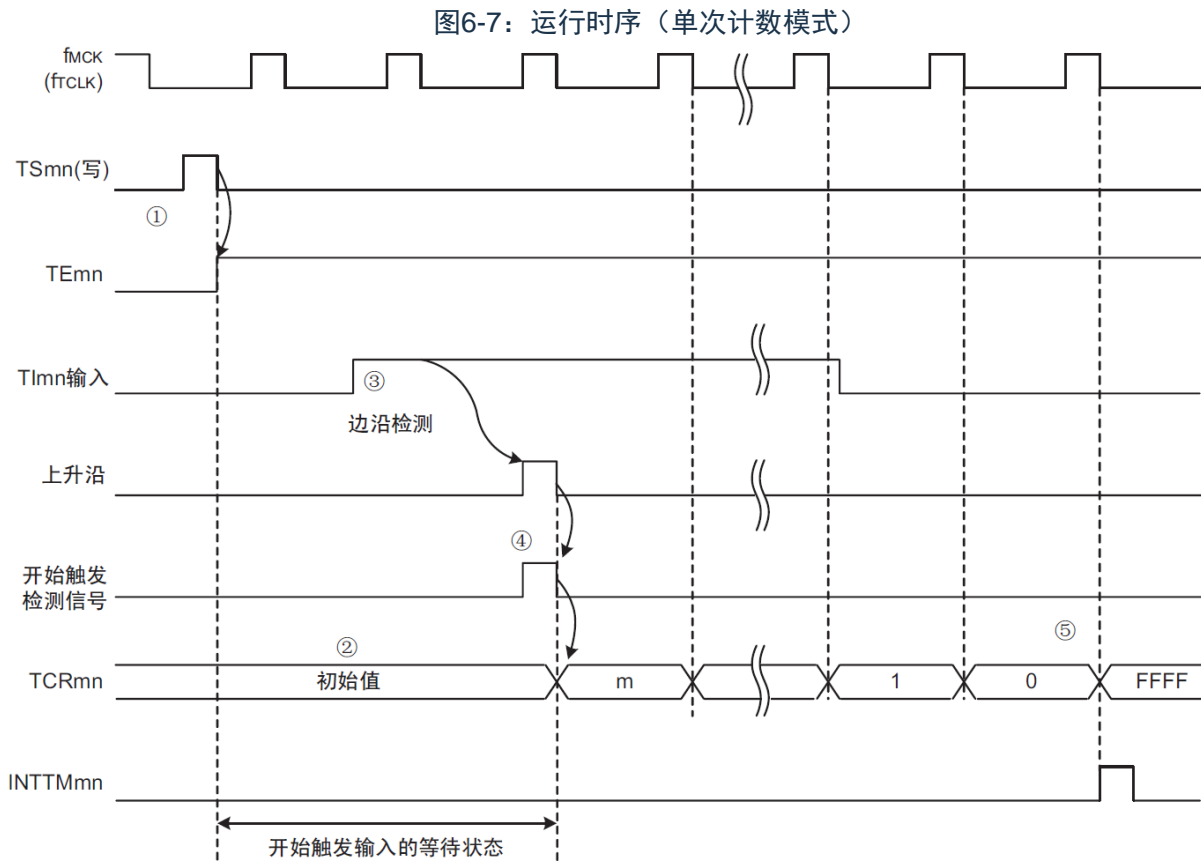 图6-7：运行时序（单次计数模式）
fMCK
(fTCLK)
TSmn(写)
①
TEmn
TImn输入
③
边沿检测
上升沿
④
开始触发
检测信号
②
⑤
TCRmn
初始值
m
1
0
FFFF
INTTMmn
开始触发输入的等待状态